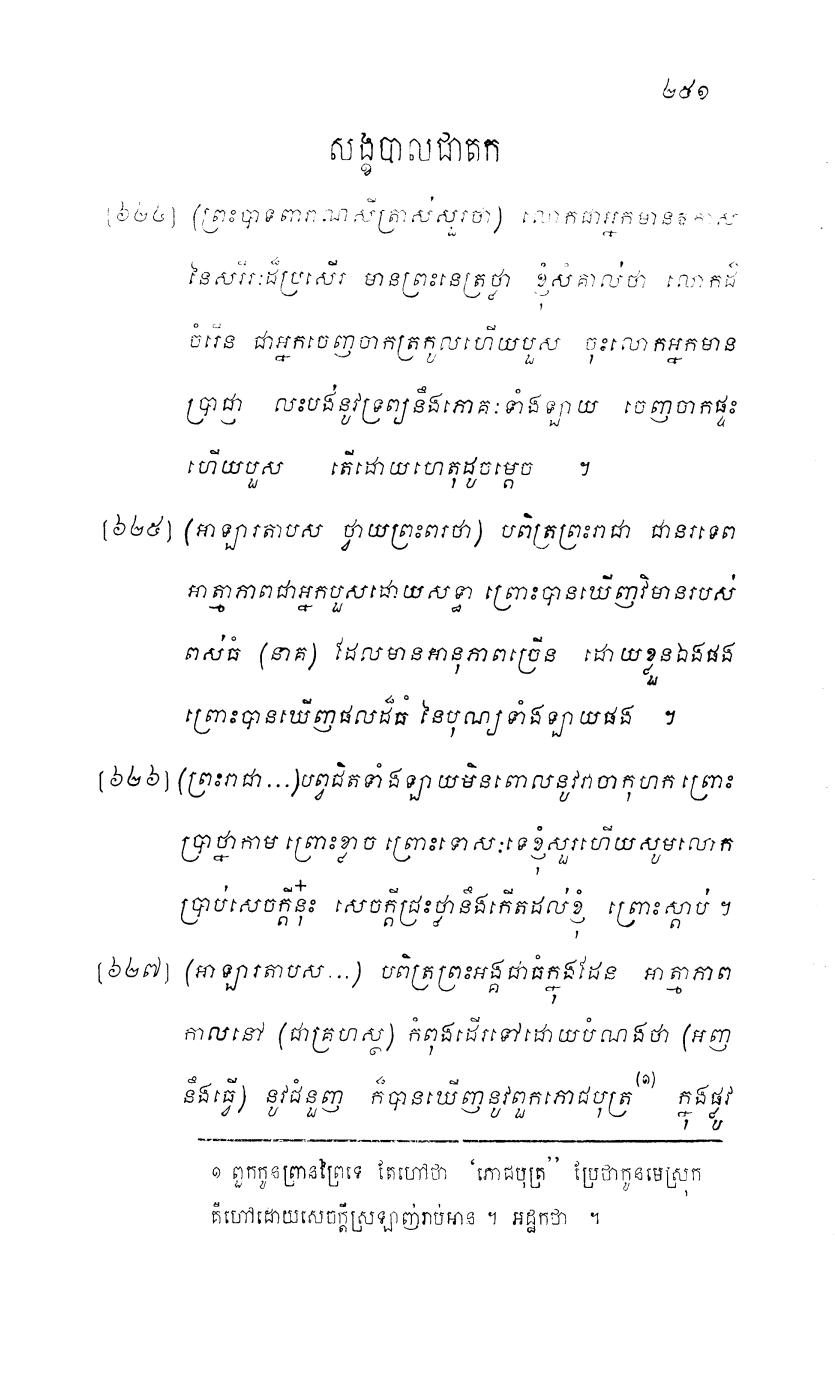 ២៥១
សង្ខបាលជាតក
[៦២៤] (ព្រះបាទពារាណសីត្រាស់សួរថា) លោកជាអ្នកមានឱកាស
នៃសរីរៈដ៏ប្រសើរ មានព្រះនេត្រថ្លា ខ្ញុំសំគាល់ថា លោកដ៏
ចំរើន ជាអ្នកចេញចាកត្រកូលហើយបួស ចុះលោកអ្នកមាន
ប្រាជ្ញា លះបង់នូវទ្រព្យនឹងភោគៈទាំងឡាយ ចេញចាកផ្ទះ
ហើយបួស តើដោយហេតុដូចម្តេច ។
[៦២៥] (អាឡារតាបស ថ្វាយព្រះពរថា) បពិត្រព្រះរាជា ជានរទេព
អាត្មាភាពជាអ្នកបួសដោយសទ្ធា ព្រោះបានឃើញវិមានរបស់
ពស់ធំ (នាគ) ដែលមានអានុភាពច្រើន ដោយខ្លួនឯងផង
ព្រោះបានឃើញផលដ៏ធំ នៃបុណ្យទាំងឡាយផង ។
[៦២៦] (ព្រះរាជា...)បព្វជិតទាំងឡាយមិនពោលនូវវាចាកុហក ព្រោះ
ប្រាថ្នាកាម ព្រោះខ្លាច ព្រោះទោសៈទេខ្ញុំសួរហើយសូមលោក
ប្រាប់សេចក្តីនុ៎ះ សេចក្តីជ្រះថ្លានឹងកើតដល់ខ្ញុំ ព្រោះស្តាប់ ។
[៦២៧] (អាឡារតាបស...) បពិត្រព្រះអង្គជាធំក្នុងដែន អាត្មាភាព
កាលនៅ (ជាគ្រហស្ថ) កំពុងដើរទៅដោយបំណងថា (អញ
នឹងធ្វើ) នូវជំនួញ ក៏បានឃើញនូវពួកភោជបុត្រ(១) ក្នុងផ្លូវ
១ ពួកកូនព្រានព្រៃទេ តែហៅថា “ភោជបុត្រ” ប្រែថាកូនមេស្រុក
គឺហៅដោយសេចក្តីស្រឡាញ់រាប់អាន ។ អដ្ឋកថា ។